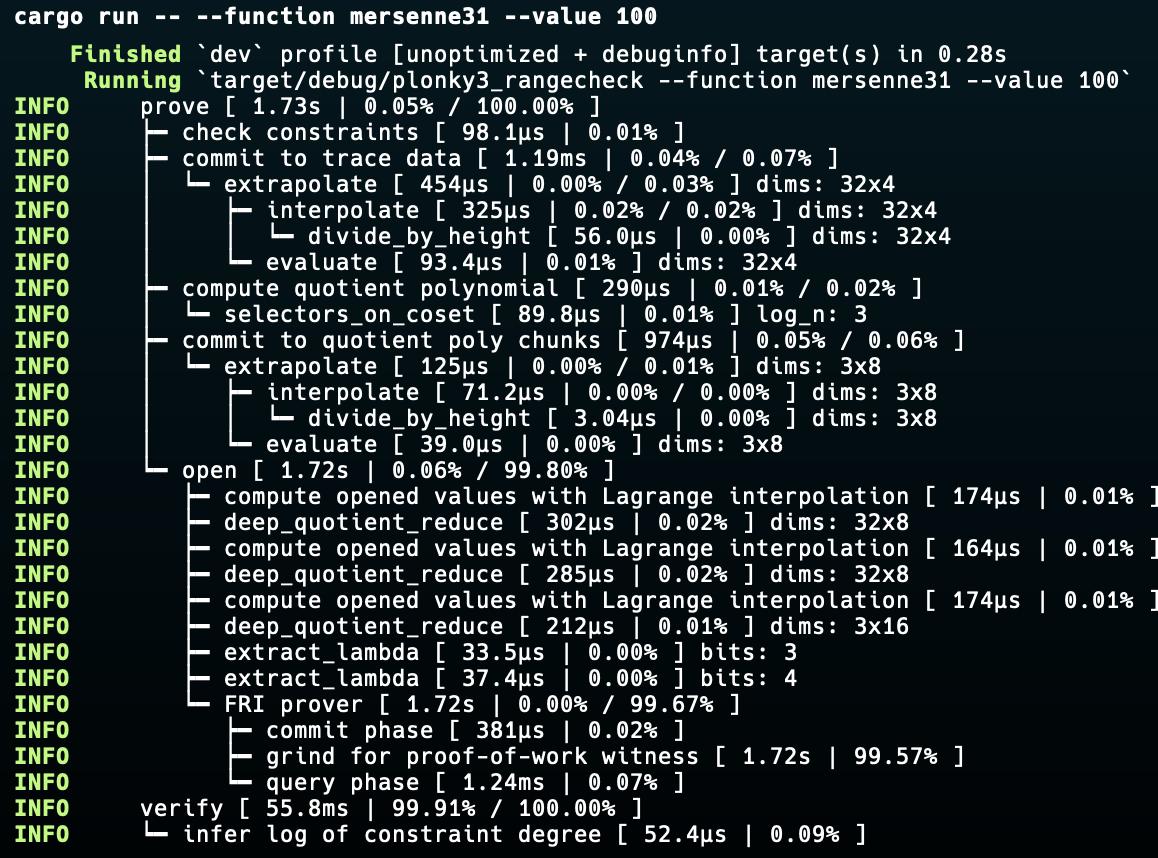 cargo run -- --function mersenne31 --value 100
Finished `dev` profile [unoptimized + debuginfo] target(s) in 0.28s
Running `target/debug/plonky3_rangecheck --function mersenne31 --value 100`
INFO prove [ 1.73s | 0.05% / 100.00% ]
INFO ┝━ check constraints [ 98.1µs | 0.01% ]
INFO ┝━ commit to trace data [ 1.19ms | 0.04% / 0.07% ]
INFO │ ┕━ extrapolate [ 454µs | 0.00% / 0.03% ] dims: 32x4
INFO │ ┝━ interpolate [ 325µs | 0.02% / 0.02% ] dims: 32x4
INFO │ │ ┕━ divide_by_height [ 56.0µs | 0.00% ] dims: 32x4
INFO │ ┕━ evaluate [ 93.4µs | 0.01% ] dims: 32x4
INFO ┝━ compute quotient polynomial [ 290µs | 0.01% / 0.02% ]
INFO │ ┕━ selectors_on_coset [ 89.8µs | 0.01% ] log_n: 3
INFO ┝━ commit to quotient poly chunks [ 974µs | 0.05% / 0.06% ]
INFO │ ┕━ extrapolate [ 125µs | 0.00% / 0.01% ] dims: 3x8
INFO │ ┝━ interpolate [ 71.2µs | 0.00% / 0.00% ] dims: 3x8
INFO │ │ ┕━ divide_by_height [ 3.04µs | 0.00% ] dims: 3x8
INFO │ ┕━ evaluate [ 39.0µs | 0.00% ] dims: 3x8
INFO ┕━ open [ 1.72s | 0.06% / 99.80% ]
INFO ┝━ compute opened values with Lagrange interpolation [ 174µs | 0.01% ]
INFO ┝━ deep_quotient_reduce [ 302µs | 0.02% ] dims: 32x8
INFO ┝━ compute opened values with Lagrange interpolation [ 164µs | 0.01% ]
INFO ┝━ deep_quotient_reduce [ 285µs | 0.02% ] dims: 32x8
INFO ┝━ compute opened values with Lagrange interpolation [ 174µs | 0.01% ]
INFO ┝━ deep_quotient_reduce [ 212µs | 0.01% ] dims: 3x16
INFO ┝━ extract_lambda [ 33.5µs | 0.00% ] bits: 3
INFO ┝━ extract_lambda [ 37.4µs | 0.00% ] bits: 4
INFO ┕━ FRI prover [ 1.72s | 0.00% / 99.67% ]
INFO ┝━ commit phase [ 381µs | 0.02% ]
INFO ┝━ grind for proof-of-work witness [ 1.72s | 99.57% ]
INFO ┕━ query phase [ 1.24ms | 0.07% ]
INFO verify [ 55.8ms | 99.91% / 100.00% ]
INFO ┕━ infer log of constraint degree [ 52.4µs | 0.09% ]